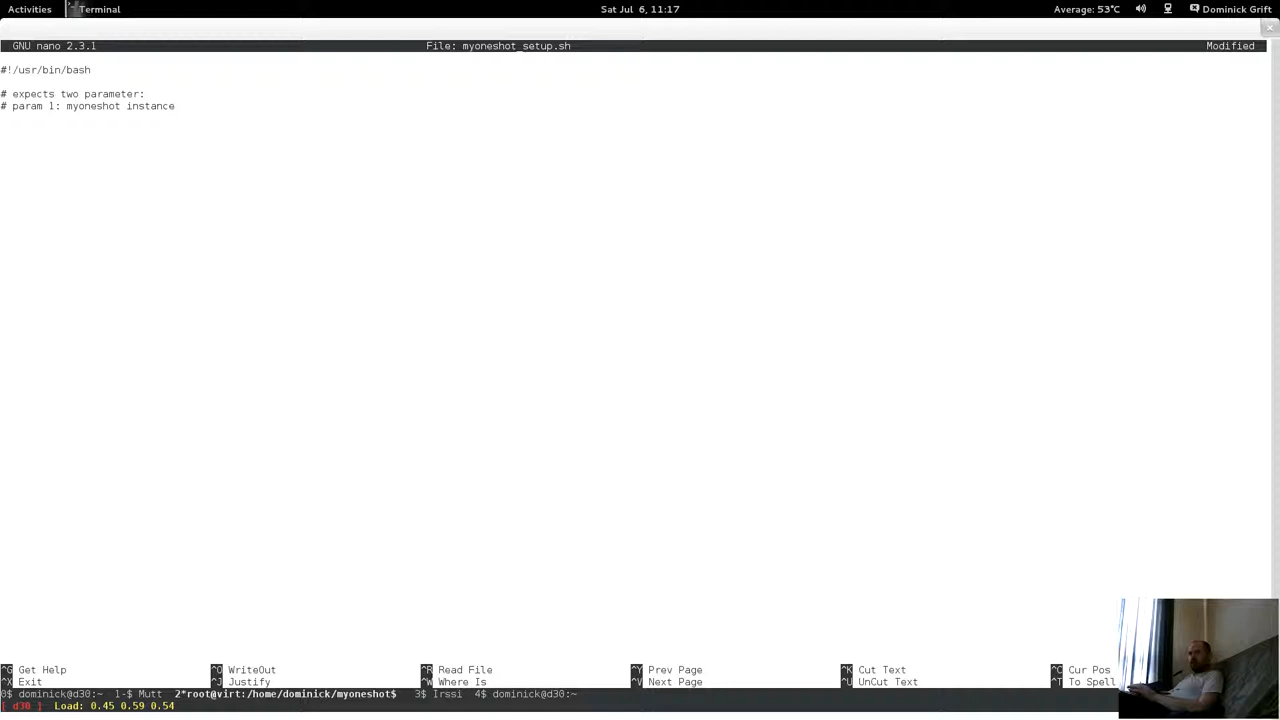 Activities Terminal Sat Jul 6, 11:17 Average: 53°C Dominick Grift
GNU nano 2.3.1 File: myoneshot_setup.sh Modified
#!/usr/bin/bash
# expects two parameter:
# param 1: myoneshot instance
^G Get Help ^O WriteOut ^R Read File ^Y Prev Page ^K Cut Text ^C Cur Pos
^X Exit ^J Justify ^W Where Is ^V Next Page ^U UnCut Text ^T To Spell
0$ dominick@d30:~ 1-$ Mutt 2*root@virt:/home/dominick/myoneshot$ 3$ Irssi 4$ dominick@d30:~
[ d30 ] Load: 0.45 0.59 0.54